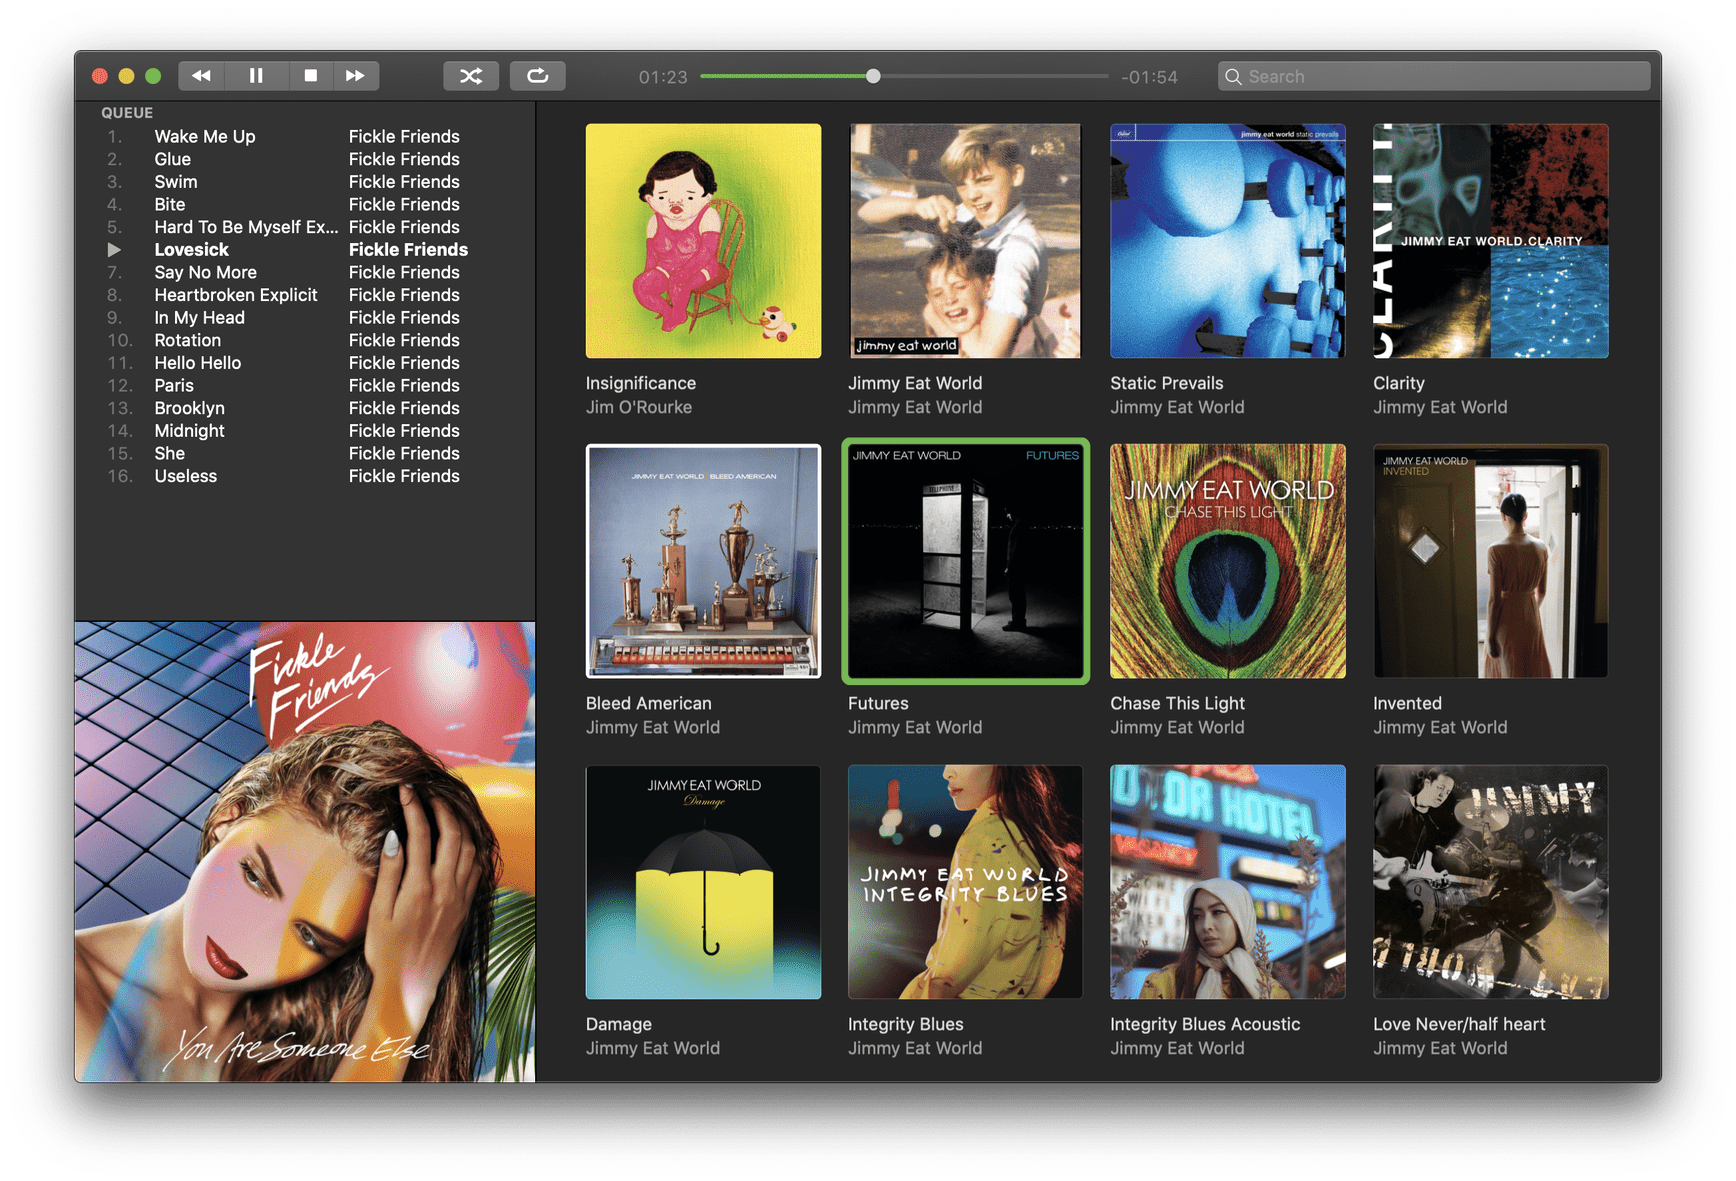 01:23
-01:54
Search
QUEUE
1. Wake Me Up Fickle Friends
2. Glue Fickle Friends
3. Swim Fickle Friends
4. Bite Fickle Friends
5. Hard To Be Myself Ex... Fickle Friends
Lovesick Fickle Friends
7. Say No More Fickle Friends
8. Heartbroken Explicit Fickle Friends
9. In My Head Fickle Friends
10. Rotation Fickle Friends
11. Hello Hello Fickle Friends
12. Paris Fickle Friends
13. Brooklyn Fickle Friends
14. Midnight Fickle Friends
15. She Fickle Friends
16. Useless Fickle Friends
Fickle
Friends
You Are Someone Else
jimmy eat world
jimmy eat world static prevails
CLARITY.
JIMMY EAT WORLD.CLARITY
Insignificance
Jim O'Rourke
Jimmy Eat World
Jimmy Eat World
Static Prevails
Jimmy Eat World
Clarity
Jimmy Eat World
JIMMY EAT WORLD BLEED AMERICAN
JIMMY EAT WORLD FUTURES
TELEPHONE
JIMMY EAT WORLD
CHASE THIS LIGHT
JIMMY EAT WORLD
INVENTED
Bleed American
Jimmy Eat World
Futures
Jimmy Eat World
Chase This Light
Jimmy Eat World
Invented
Jimmy Eat World
JIMMY EAT WORLD
Damage
JIMMY EAT WORLD
INTEGRITY BLUES
OR HOTEL
VACANCY
JIMMY
Damage
Jimmy Eat World
Integrity Blues
Jimmy Eat World
Integrity Blues Acoustic
Jimmy Eat World
Love Never/half heart
Jimmy Eat World